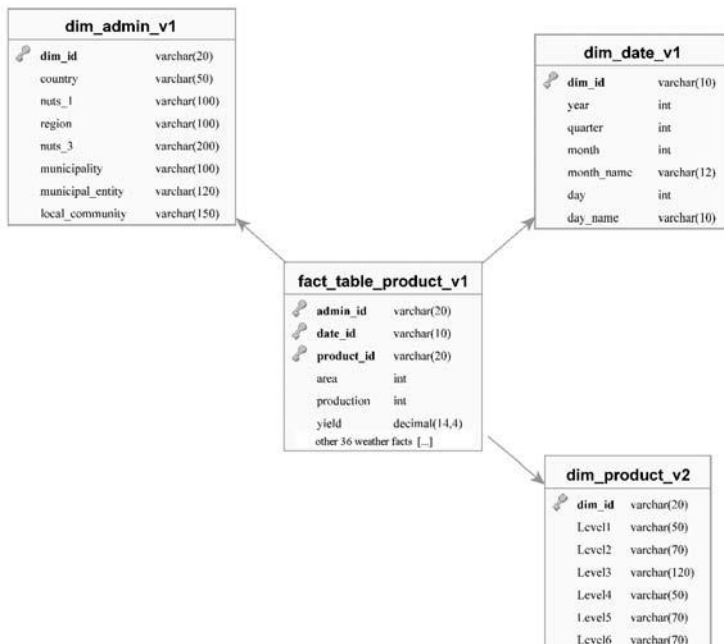 dim_admin_v1
dim_id varchar(20)
country varchar(50)
nuts_1 varchar(100)
region varchar(100)
nuts_3 varchar(200)
municipality varchar(100)
municipal_entity varchar(120)
local_community varchar(150)
dim_date_v1
dim_id varchar(10)
year int
quarter int
month int
month_name varchar(12)
day int
day_name varchar(10)
fact_table_product_v1
admin_id varchar(20)
date_id varchar(10)
product_id varchar(20)
area int
production int
yield decimal(14,4)
other 36 weather facts [...]
dim_product_v2
dim_id varchar(20)
Level1 varchar(50)
Level2 varchar(70)
Level3 varchar(120)
Level4 varchar(50)
Level5 varchar(70)
Level6 varchar(70)